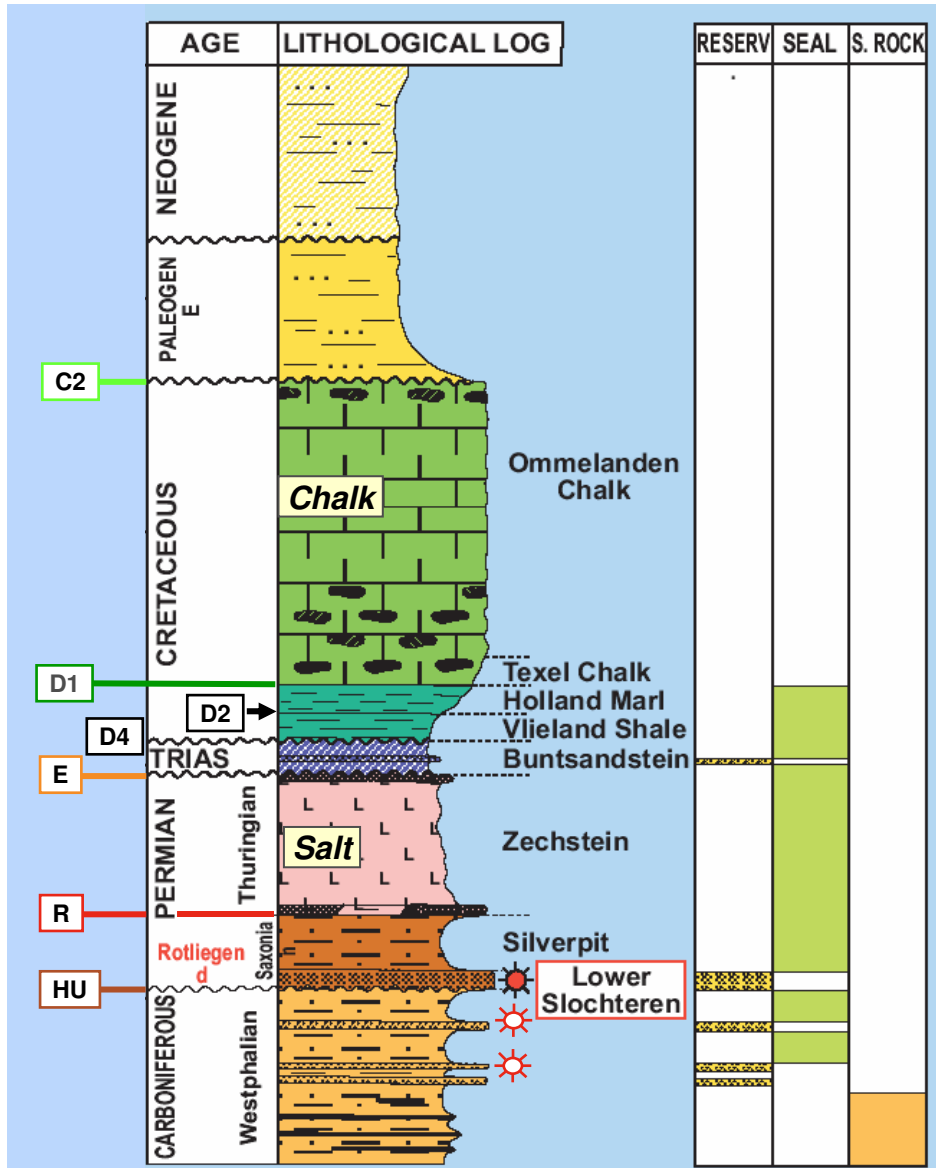 AGE
LITHOLOGICAL LOG
RESERV
SEAL
S. ROCK
NEOGENE
PALEOGEN
E
C2
CRETACEOUS
Chalk
Ommelanden
Chalk
Texel Chalk
D1
Holland Marl
D2
Vlieland Shale
D4
TRIAS
Buntsandstein
E
PERMIAN
Thuringian
Salt
Zechstein
R
Rotliegen
d
Saxonia
n
Silverpit
HU
Lower
Slochteren
CARBONIFEROUS
Westphalian
L L L
L L
L L L
L L
L L L
L L
L L L